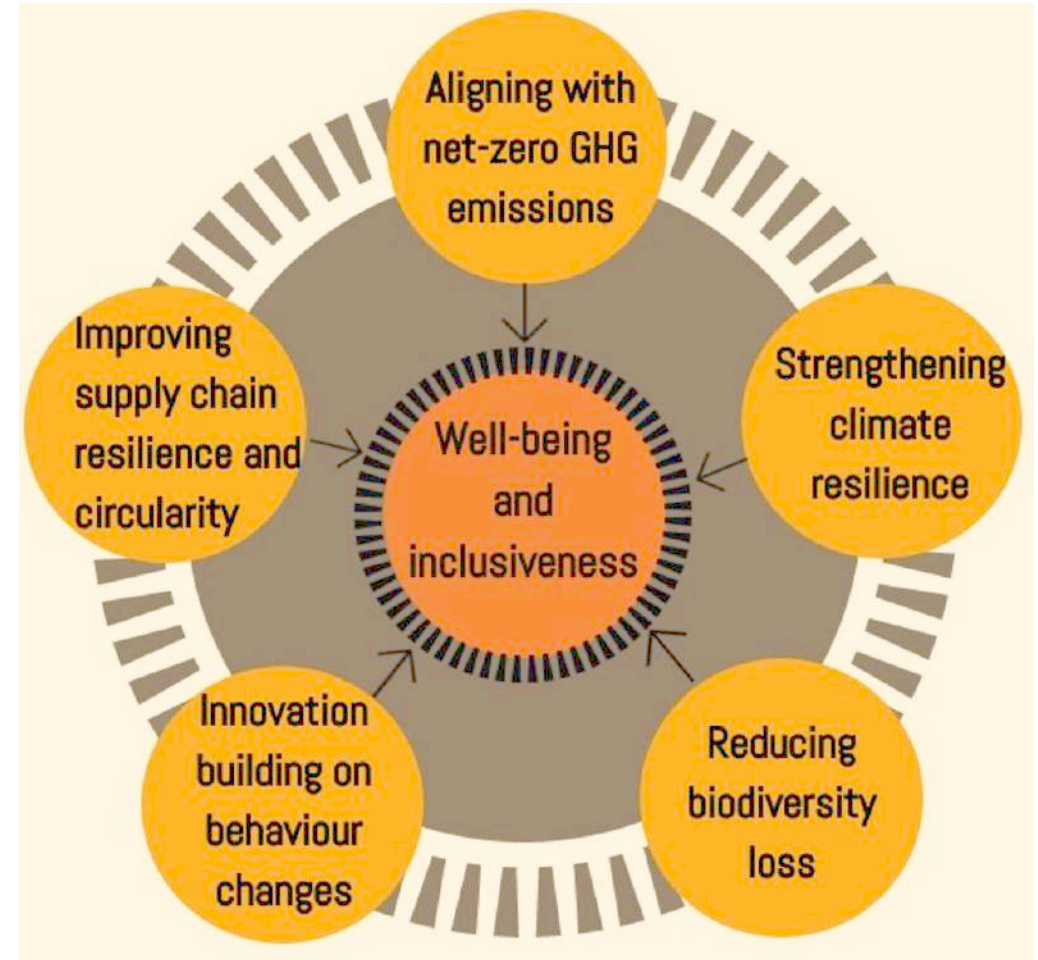 Aligning with
net-zero GHG
emissions
Strengthening
climate
resilience
Reducing
biodiversity
loss
Innovation
building on
behaviour
changes
Improving
supply chain
resilience and
circularity
Well-being
and
inclusiveness